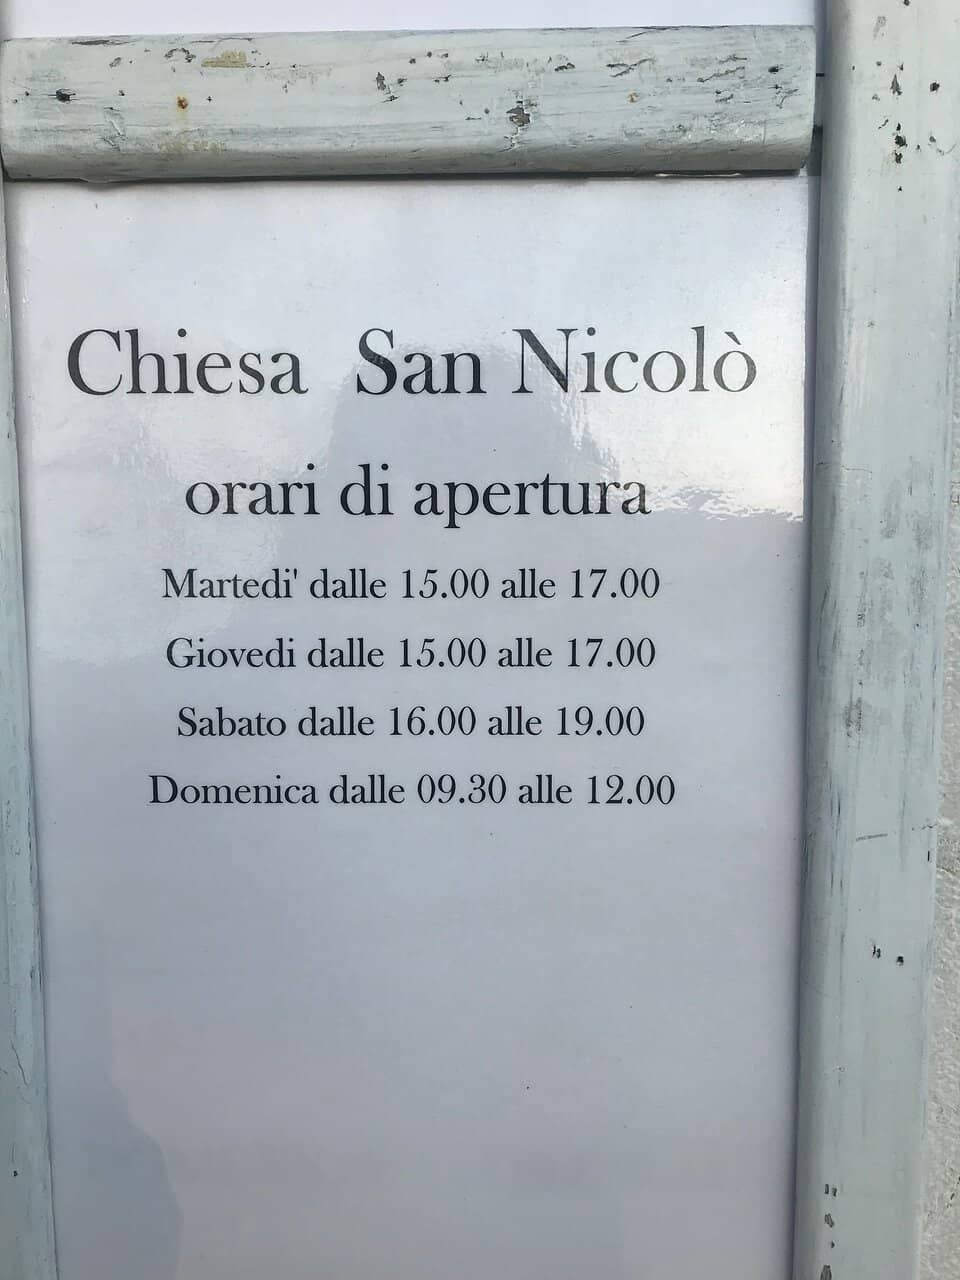 Chiesa San Nicolò
orari di apertura
Martedi' dalle 15.00 alle 17.00
Giovedi dalle 15.00 alle 17.00
Sabato dalle 16.00 alle 19.00
Domenica dalle 09.30 alle 12.00